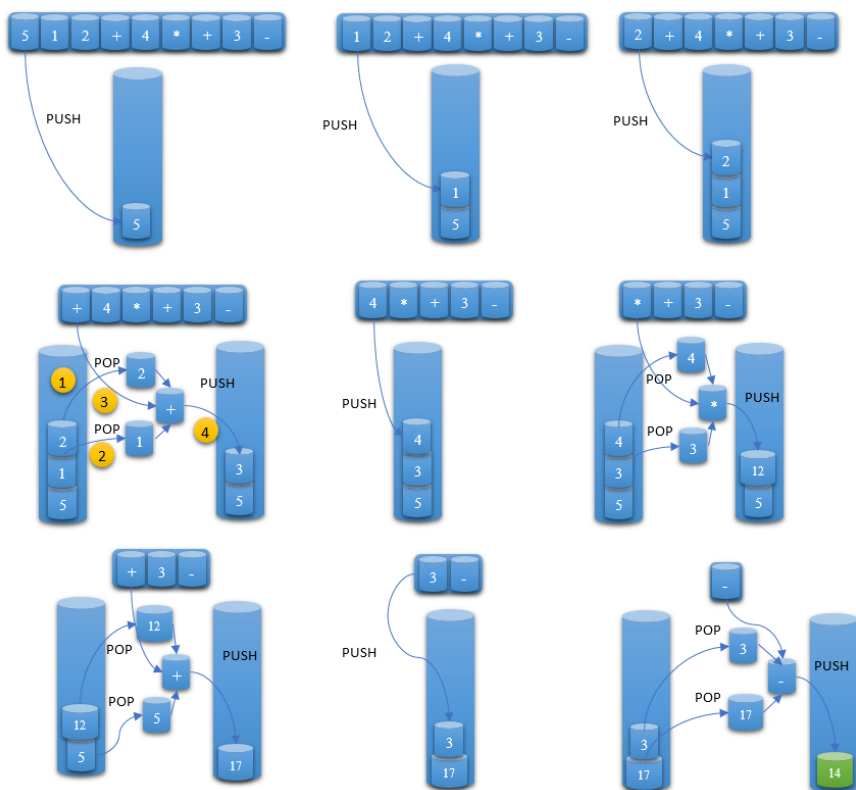 5 1 2 + 4 * + 3 -
PUSH
5
1 2 + 4 * + 3 -
PUSH
1
5
2 + 4 * + 3 -
PUSH
2
1
5
+ 4 * + 3 -
1 POP 2
3
PUSH
+
2 POP 1 4
2
1 3
5 5
4 * + 3 -
PUSH
4
3
5
* + 3 -
4
POP
* PUSH
4 POP 3
3 12
5 5
+ 3 -
12
POP PUSH
+
POP 5
12
5 17
3 -
PUSH
3
17
-
POP 3
- PUSH
POP 17
3
17 14